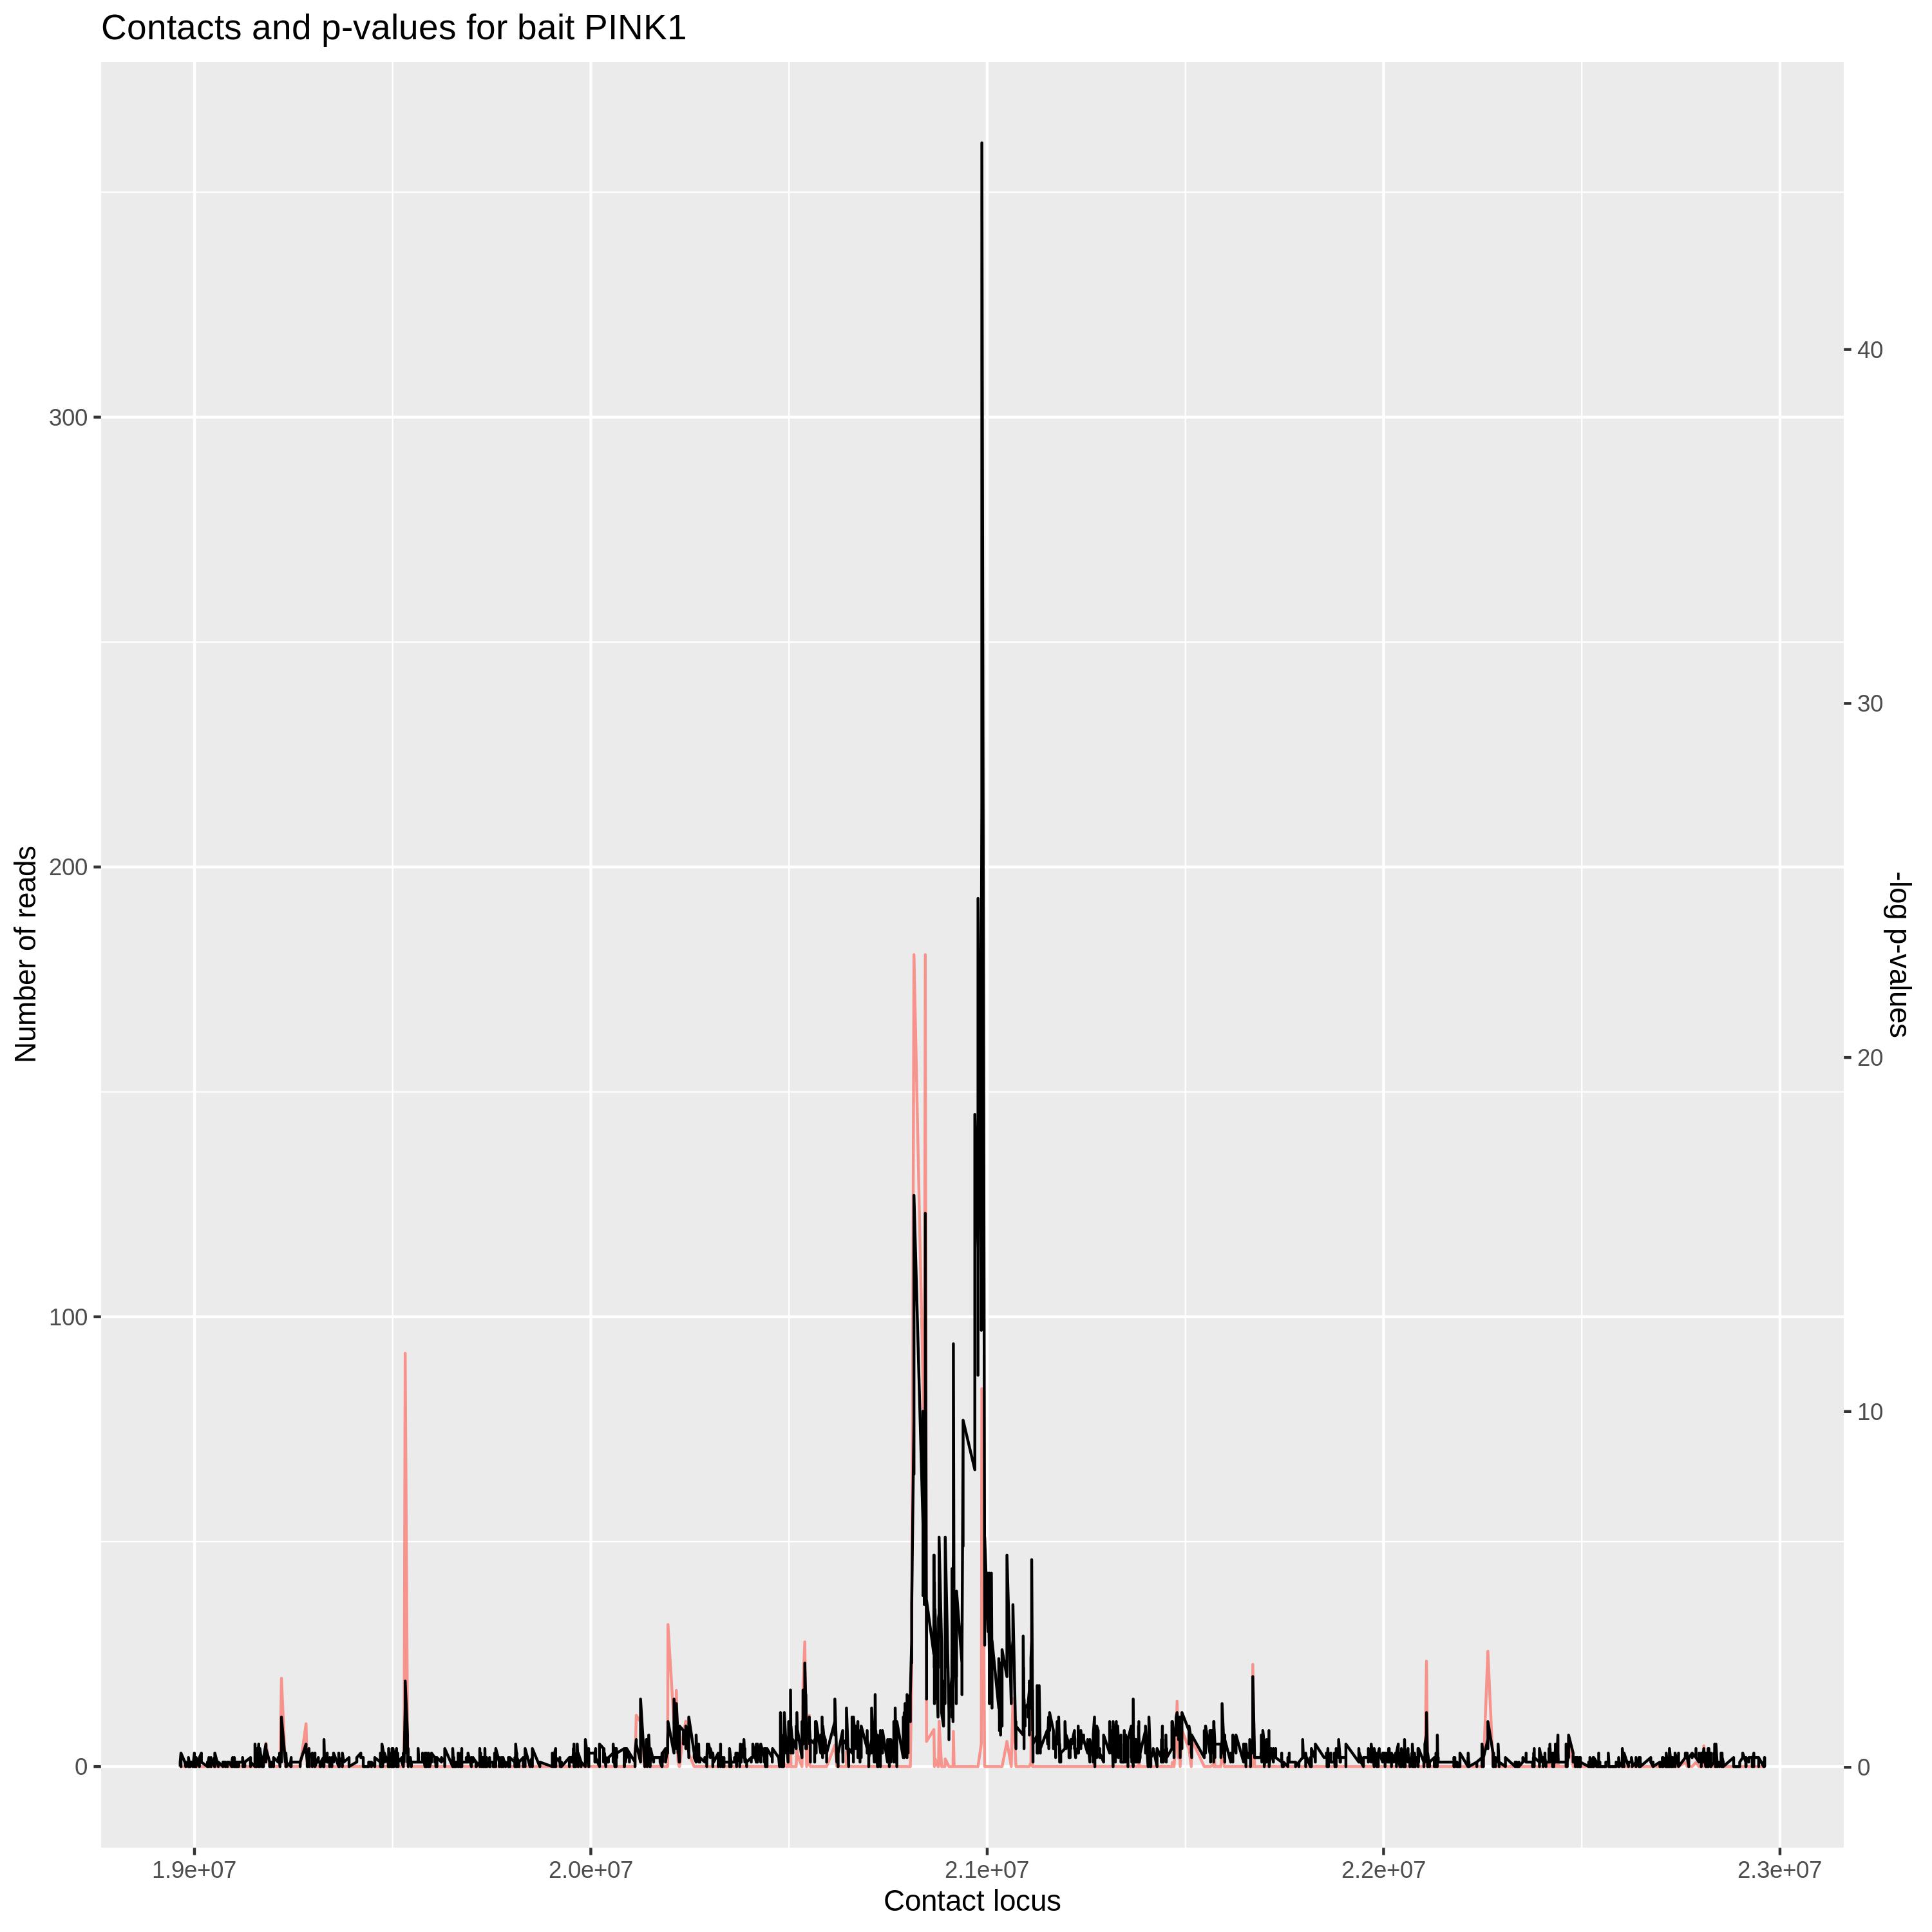 Contacts and p-values for bait PINK1
300
200
100
0
Number of reads
40
30
20
10
0
-log p-values
1.9e+07
2.0e+07
2.1e+07
2.2e+07
2.3e+07
Contact locus